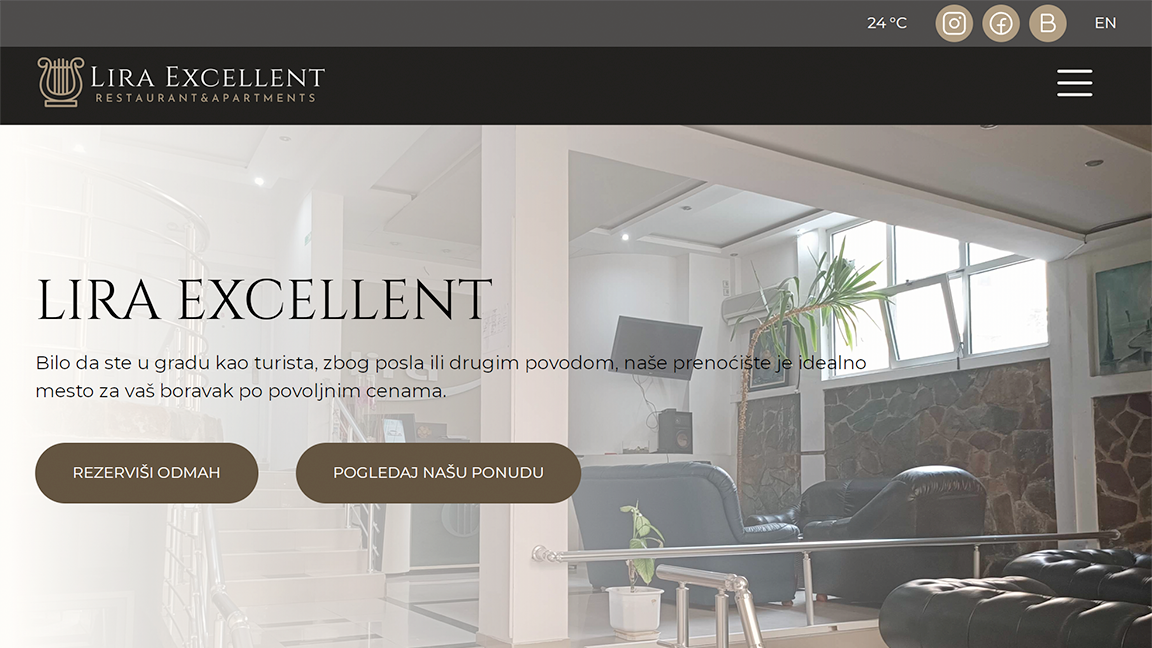 24 °C
EN
LIRA EXCELLENT
RESTAURANT&APARTMENTS
LIRA EXCELLENT
Bilo da ste u gradu kao turista, zbog posla ili drugim povodom, naše prenoćište je idealno
mesto za vaš boravak po povoljnim cenama.
REZERVIŠI ODMAH
POGLEDAJ NAŠU PONUDU